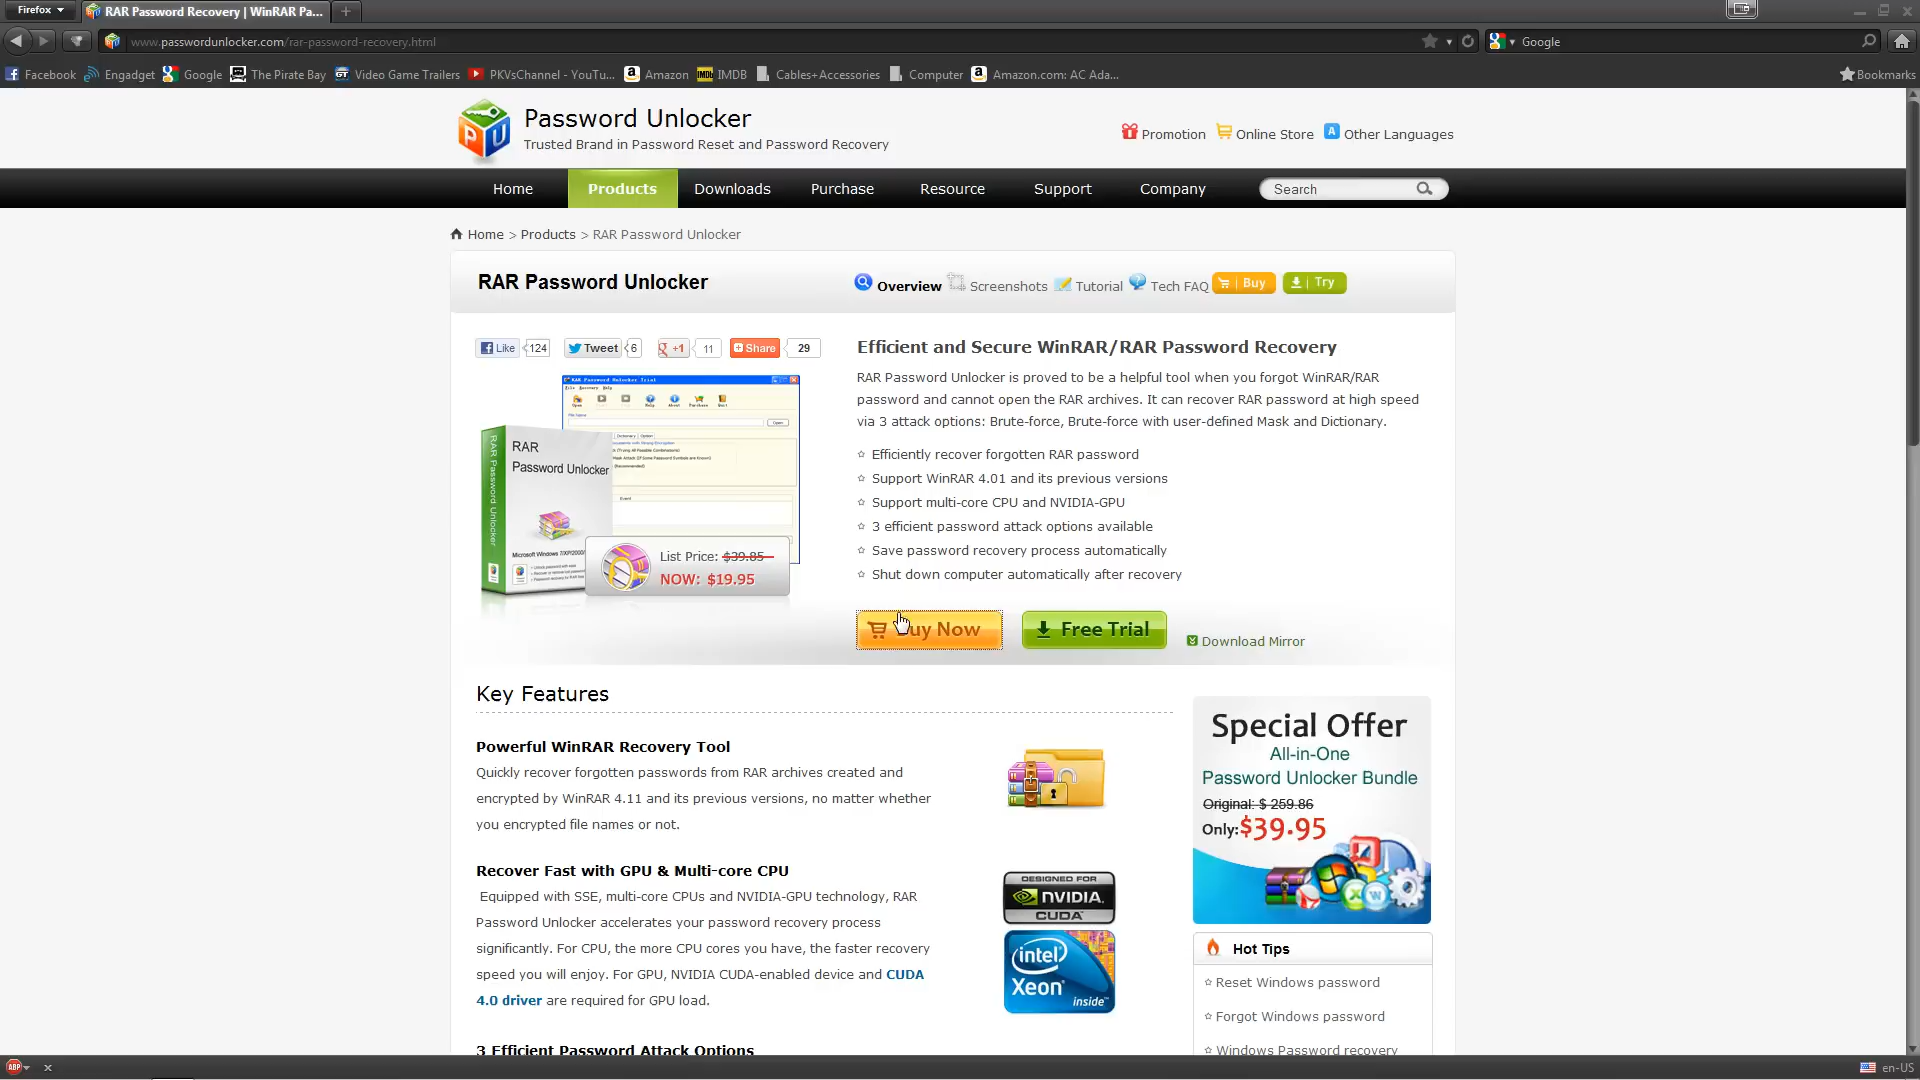 Firefox
RAR Password Recovery | WinRAR Pa...
www.passwordunlocker.com/rar-password-recovery.html
Google
Facebook Engadget Google The Pirate Bay Video Game Trailers PKVsChannel - YouTu... Amazon IMDB Cables+Accessories Computer Amazon.com: AC Ada...
Bookmarks
Password Unlocker
Trusted Brand in Password Reset and Password Recovery
Promotion Online Store Other Languages
Home Products Downloads Purchase Resource Support Company Search
Home > Products > RAR Password Unlocker
RAR Password Unlocker
Overview Screenshots Tutorial Tech FAQ Buy Try
Like 124 Tweet 6 +1 11 Share 29
RAR Password Unlocker Trial
RAR
Password Unlocker
RAR Password Unlocker
List Price: $39.85
NOW: $19.95
Efficient and Secure WinRAR/RAR Password Recovery
RAR Password Unlocker is proved to be a helpful tool when you forgot WinRAR/RAR
password and cannot open the RAR archives. It can recover RAR password at high speed
via 3 attack options: Brute-force, Brute-force with user-defined Mask and Dictionary.
Efficiently recover forgotten RAR password
Support WinRAR 4.01 and its previous versions
Support multi-core CPU and NVIDIA-GPU
3 efficient password attack options available
Save password recovery process automatically
Shut down computer automatically after recovery
Buy Now Free Trial Download Mirror
Key Features
Powerful WinRAR Recovery Tool
Quickly recover forgotten passwords from RAR archives created and
encrypted by WinRAR 4.11 and its previous versions, no matter whether
you encrypted file names or not.
Recover Fast with GPU & Multi-core CPU
Equipped with SSE, multi-core CPUs and NVIDIA-GPU technology, RAR
Password Unlocker accelerates your password recovery process
significantly. For CPU, the more CPU cores you have, the faster recovery
speed you will enjoy. For GPU, NVIDIA CUDA-enabled device and CUDA
4.0 driver are required for GPU load.
3 Efficient Password Attack Options
DESIGNED FOR
NVIDIA.
CUDA™
intel
Xeon
inside™
Special Offer
All-in-One
Password Unlocker Bundle
Original: $ 259.86
Only:$39.95
Hot Tips
Reset Windows password
Forgot Windows password
Windows Password recovery
ABP
en-US